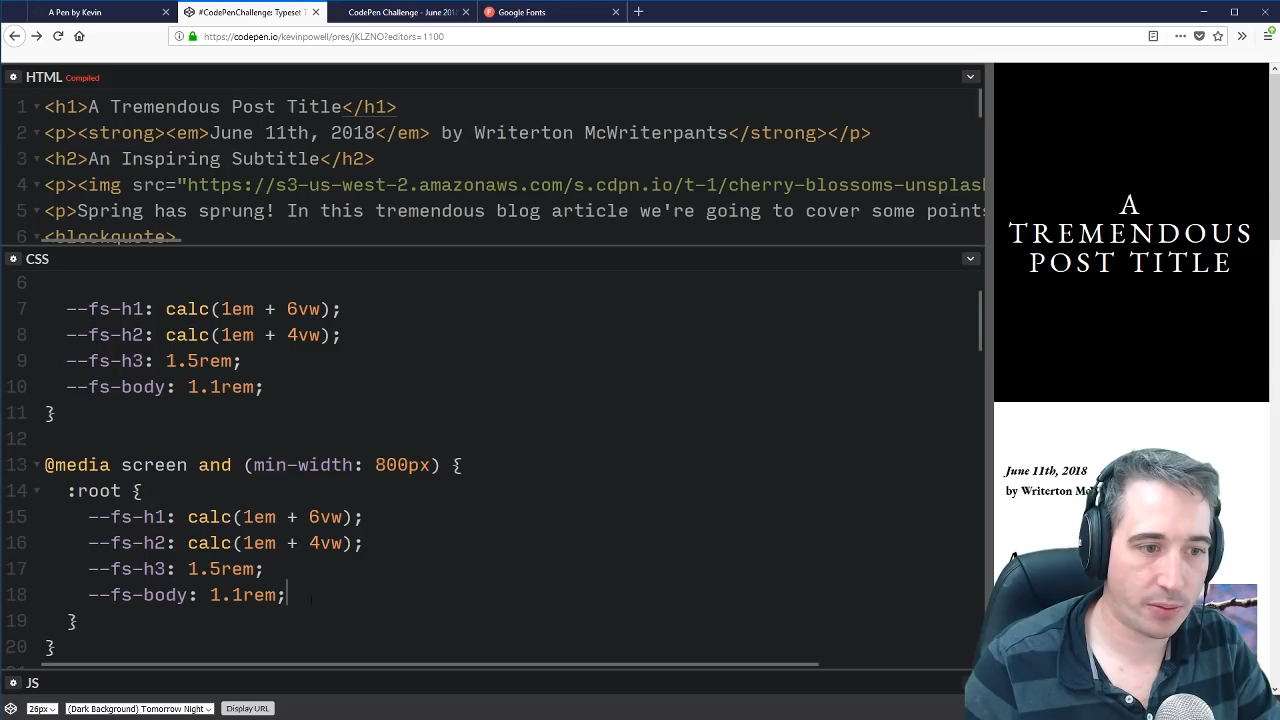 A Pen by Kevin
#CodePenChallenge: Typeset T
CodePen Challenge - June 2018
Google Fonts
https://codepen.io/kevinpowell/pres/jKLZNO?editors=1100
HTML Compiled
1 <h1>A Tremendous Post Title</h1>
2 <p><strong><em>June 11th, 2018</em> by Writerton McWriterpants</strong></p>
3 <h2>An Inspiring Subtitle</h2>
4 <p><img src="https://s3-us-west-2.amazonaws.com/s.cdpn.io/t-1/cherry-blossoms-unsplash
5 <p>Spring has sprung! In this tremendous blog article we're going to cover some points
6 <blockquote>
CSS
6
7 --fs-h1: calc(1em + 6vw);
8 --fs-h2: calc(1em + 4vw);
9 --fs-h3: 1.5rem;
10 --fs-body: 1.1rem;
11 }
12
13 @media screen and (min-width: 800px) {
14 :root {
15 --fs-h1: calc(1em + 6vw);
16 --fs-h2: calc(1em + 4vw);
17 --fs-h3: 1.5rem;
18 --fs-body: 1.1rem;
19 }
20 }
JS
26px
(Dark Background) Tomorrow Night
Display URL
A
TREMENDOUS
POST TITLE
June 11th, 2018
by Writerton